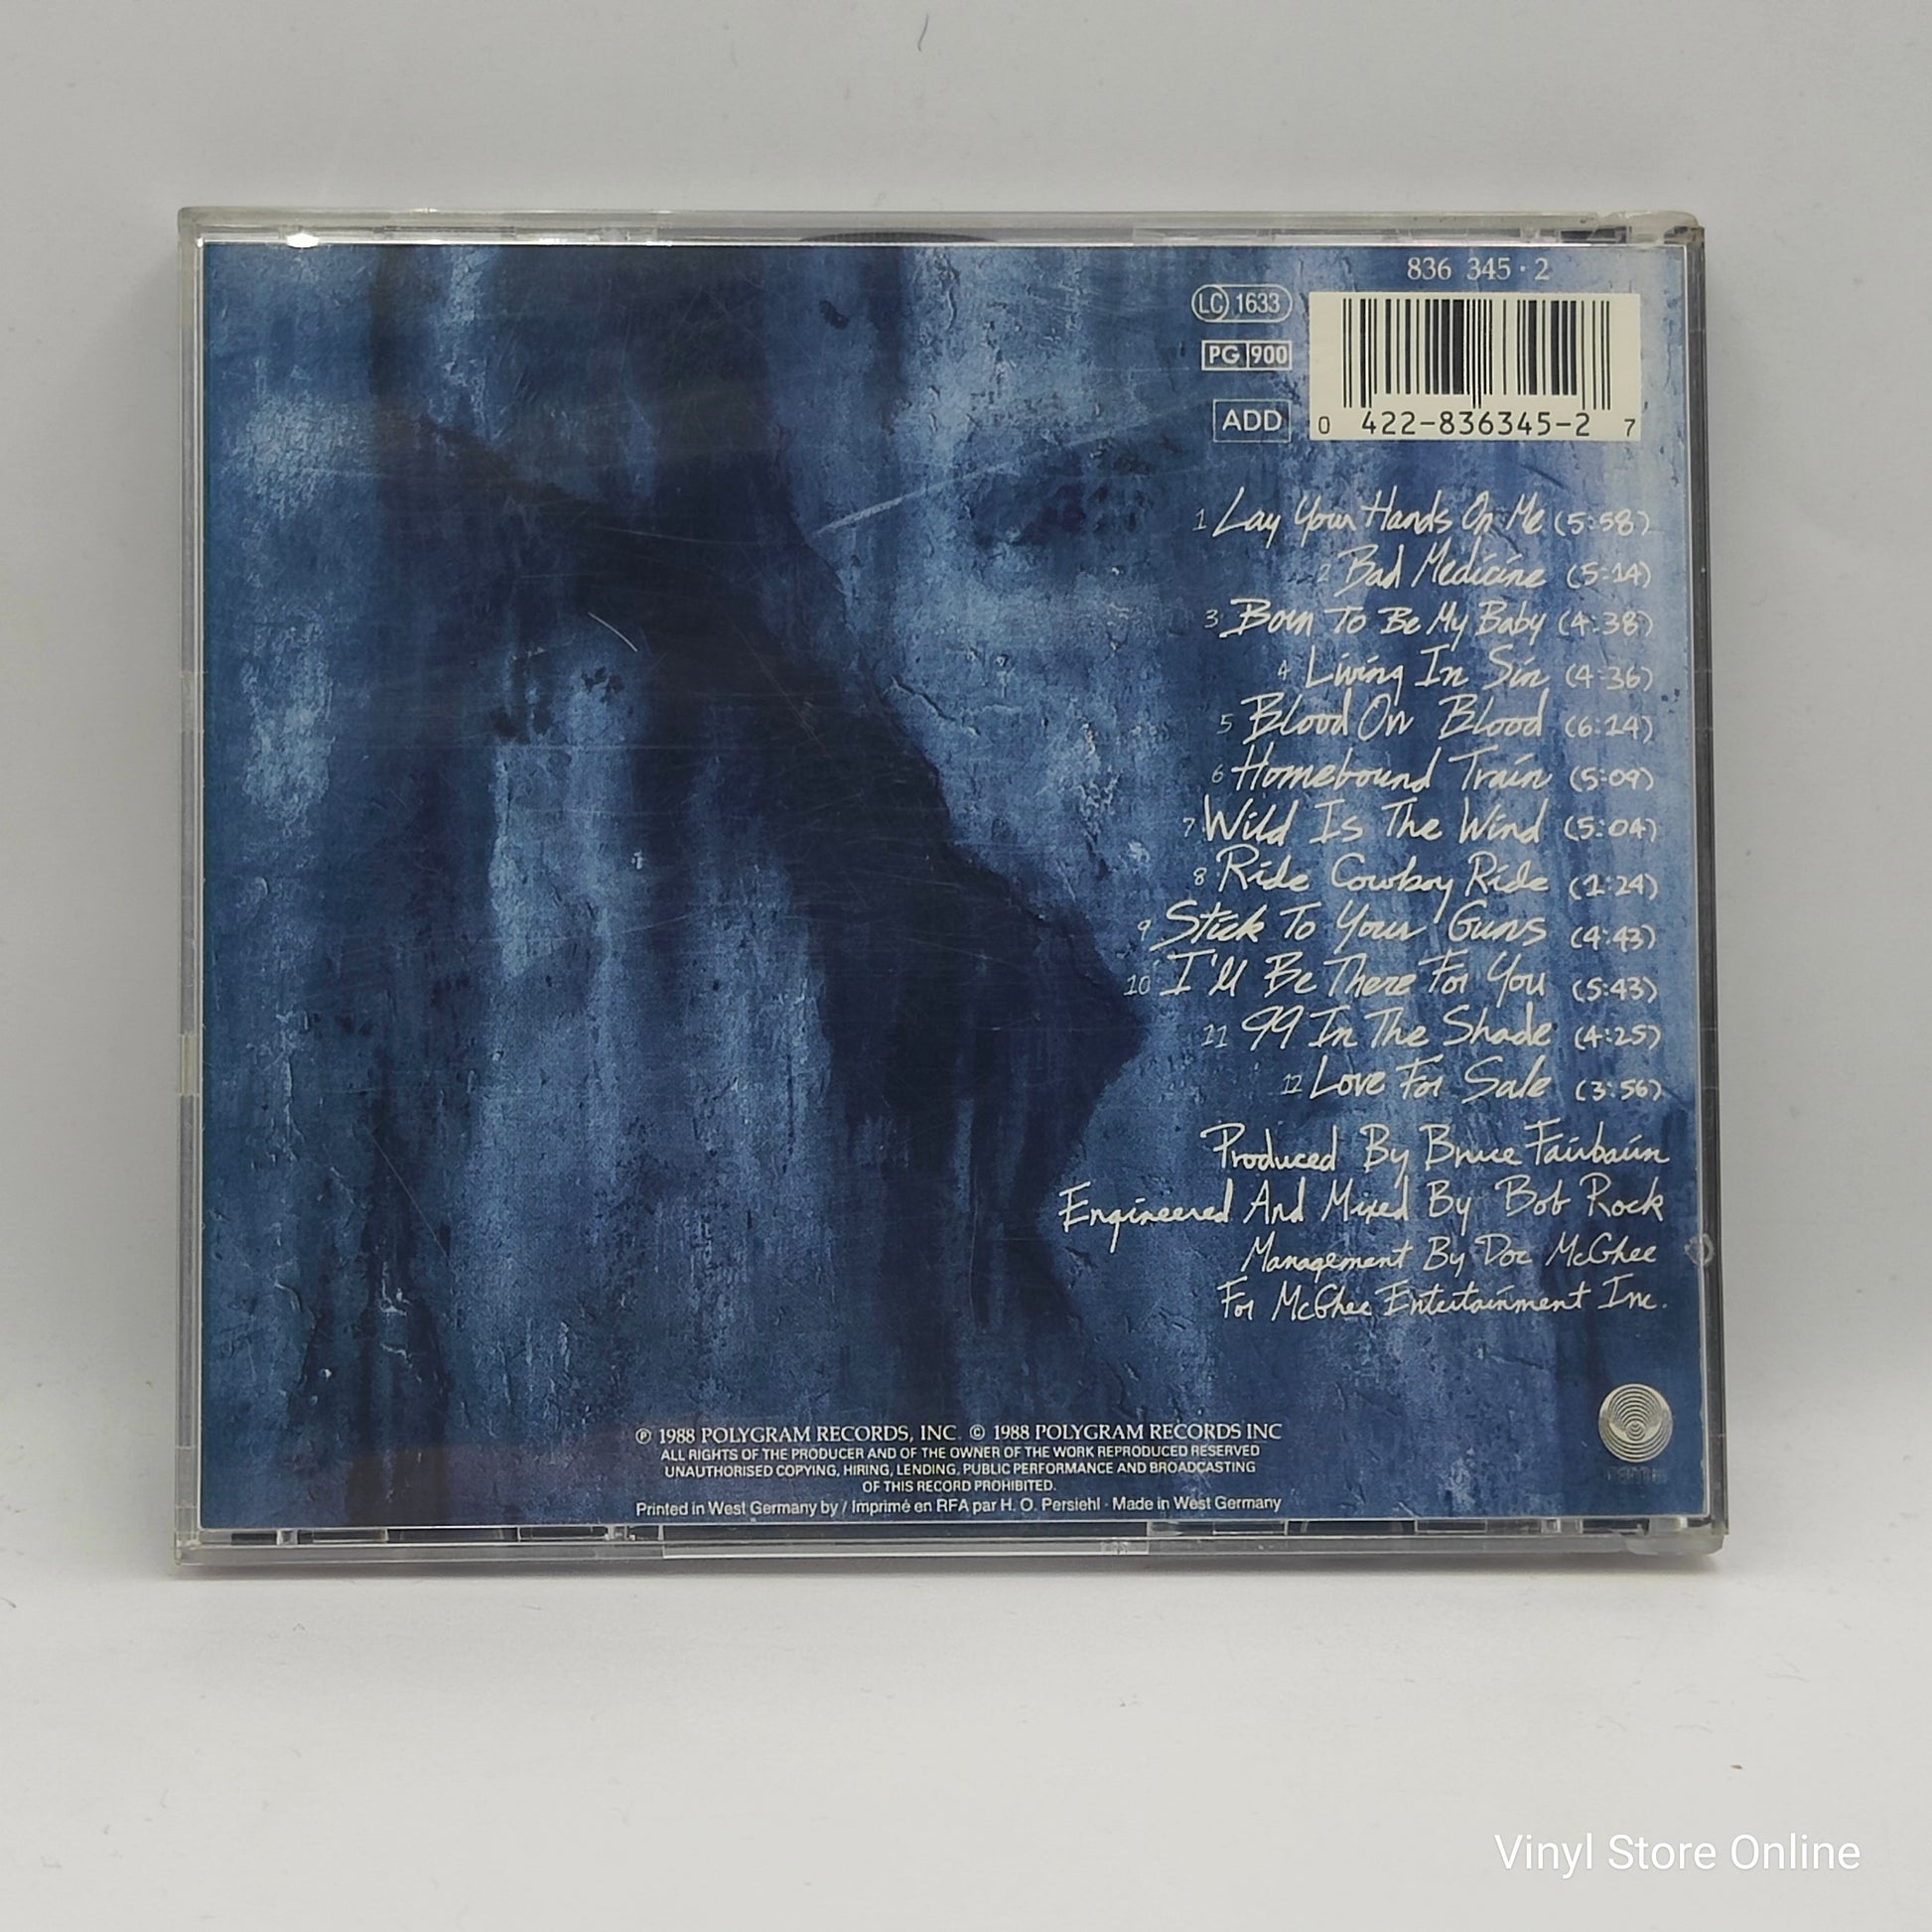 836 345 · 2
LC 1633
PG 900
ADD
0 422-836345-2 7
1 Lay Your Hands On Me (5:58)
2 Bad Medicine (5:14)
3 Born To Be My Baby (4:38)
4 Living In Sin (4:36)
5 Blood On Blood (6:14)
6 Homebound Train (5:09)
7 Wild Is The Wind (5:04)
8 Ride Cowboy Ride (1:24)
9 Stick To Your Guns (4:43)
10 I'll Be There For You (5:43)
11 99 In The Shade (4:25)
12 Love For Sale (3:56)
Produced By Bruce Fairbairn
Engineered And Mixed By Bob Rock
Management By Doc McGhee
For McGhee Entertainment Inc.
℗ 1988 POLYGRAM RECORDS, INC. © 1988 POLYGRAM RECORDS INC
ALL RIGHTS OF THE PRODUCER AND OF THE OWNER OF THE WORK REPRODUCED RESERVED
UNAUTHORISED COPYING, HIRING, LENDING, PUBLIC PERFORMANCE AND BROADCASTING
OF THIS RECORD PROHIBITED.
Printed in West Germany by / Imprimé en RFA par H. O. Persiehl · Made in West Germany
Vinyl Store Online